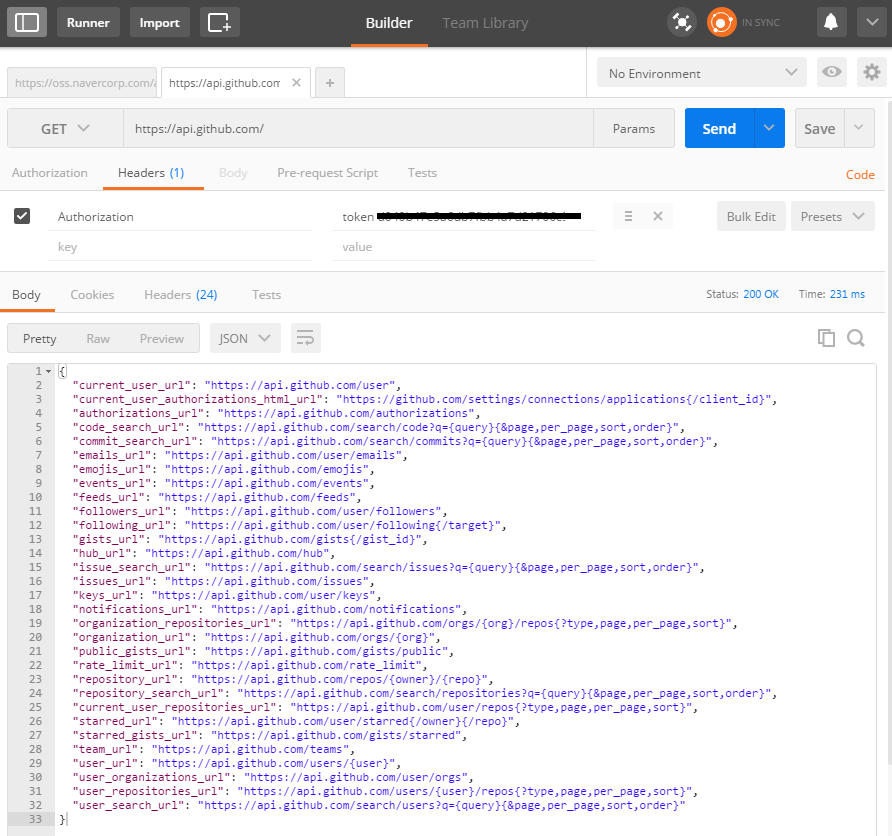 Runner Import Builder Team Library IN SYNC
https://oss.navercorp.com/a https://api.github.com No Environment
GET https://api.github.com/ Params Send Save
Authorization Headers (1) Body Pre-request Script Tests Code
Authorization token Bulk Edit Presets
key value
Body Cookies Headers (24) Tests Status: 200 OK Time: 231 ms
Pretty Raw Preview JSON
1 {
2 "current_user_url": "https://api.github.com/user",
3 "current_user_authorizations_html_url": "https://github.com/settings/connections/applications{/client_id}",
4 "authorizations_url": "https://api.github.com/authorizations",
5 "code_search_url": "https://api.github.com/search/code?q={query}{&page,per_page,sort,order}",
6 "commit_search_url": "https://api.github.com/search/commits?q={query}{&page,per_page,sort,order}",
7 "emails_url": "https://api.github.com/user/emails",
8 "emojis_url": "https://api.github.com/emojis",
9 "events_url": "https://api.github.com/events",
10 "feeds_url": "https://api.github.com/feeds",
11 "followers_url": "https://api.github.com/user/followers",
12 "following_url": "https://api.github.com/user/following{/target}",
13 "gists_url": "https://api.github.com/gists{/gist_id}",
14 "hub_url": "https://api.github.com/hub",
15 "issue_search_url": "https://api.github.com/search/issues?q={query}{&page,per_page,sort,order}",
16 "issues_url": "https://api.github.com/issues",
17 "keys_url": "https://api.github.com/user/keys",
18 "notifications_url": "https://api.github.com/notifications",
19 "organization_repositories_url": "https://api.github.com/orgs/{org}/repos{?type,page,per_page,sort}",
20 "organization_url": "https://api.github.com/orgs/{org}",
21 "public_gists_url": "https://api.github.com/gists/public",
22 "rate_limit_url": "https://api.github.com/rate_limit",
23 "repository_url": "https://api.github.com/repos/{owner}/{repo}",
24 "repository_search_url": "https://api.github.com/search/repositories?q={query}{&page,per_page,sort,order}",
25 "current_user_repositories_url": "https://api.github.com/user/repos{?type,page,per_page,sort}",
26 "starred_url": "https://api.github.com/user/starred{/owner}{/repo}",
27 "starred_gists_url": "https://api.github.com/gists/starred",
28 "team_url": "https://api.github.com/teams",
29 "user_url": "https://api.github.com/users/{user}",
30 "user_organizations_url": "https://api.github.com/user/orgs",
31 "user_repositories_url": "https://api.github.com/users/{user}/repos{?type,page,per_page,sort}",
32 "user_search_url": "https://api.github.com/search/users?q={query}{&page,per_page,sort,order}"
33 }